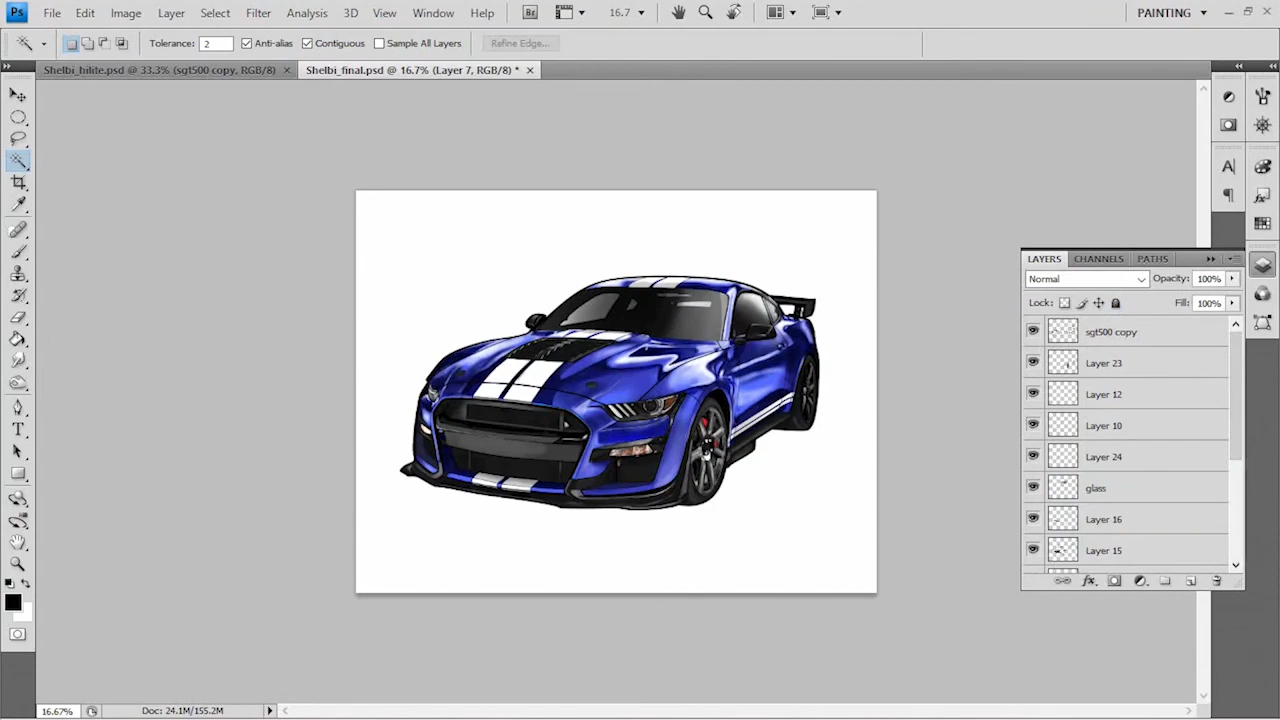 Ps File Edit Image Layer Select Filter Analysis 3D View Window Help Br 16.7 PAINTING
Tolerance: 2 Anti-alias Contiguous Sample All Layers Refine Edge...
Shelbi_hilite.psd @ 33.3% (sgt500 copy, RGB/8) × Shelbi_final.psd @ 16.7% (Layer 7, RGB/8) * ×
LAYERS CHANNELS PATHS
Normal Opacity: 100%
Lock: Fill: 100%
sgt500 copy
Layer 23
Layer 12
Layer 10
Layer 24
glass
Layer 16
Layer 15
fx.
16.67% Doc: 24.1M/155.2M